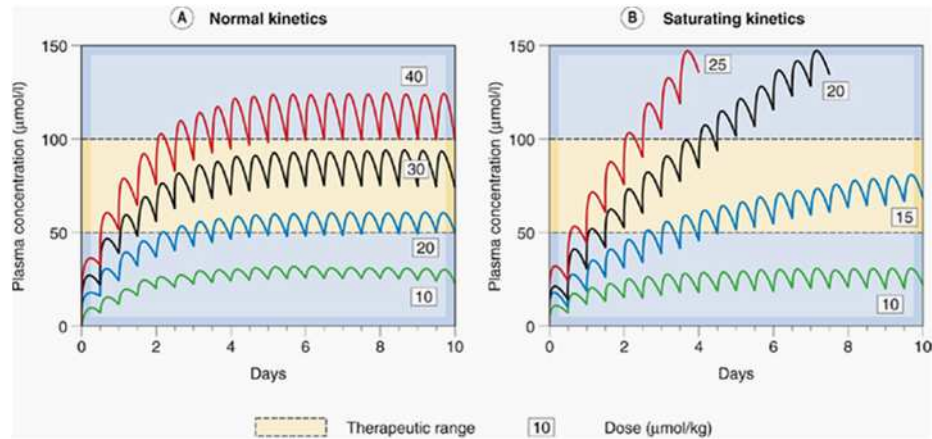 A Normal kinetics
Plasma concentration (µmol/l)
150
100
50
0
40
30
20
10
0 2 4 6 8 10
Days
B Saturating kinetics
Plasma concentration (µmol/l)
150
100
50
0
25
20
15
10
0 2 4 6 8 10
Days
Therapeutic range 10 Dose (µmol/kg)